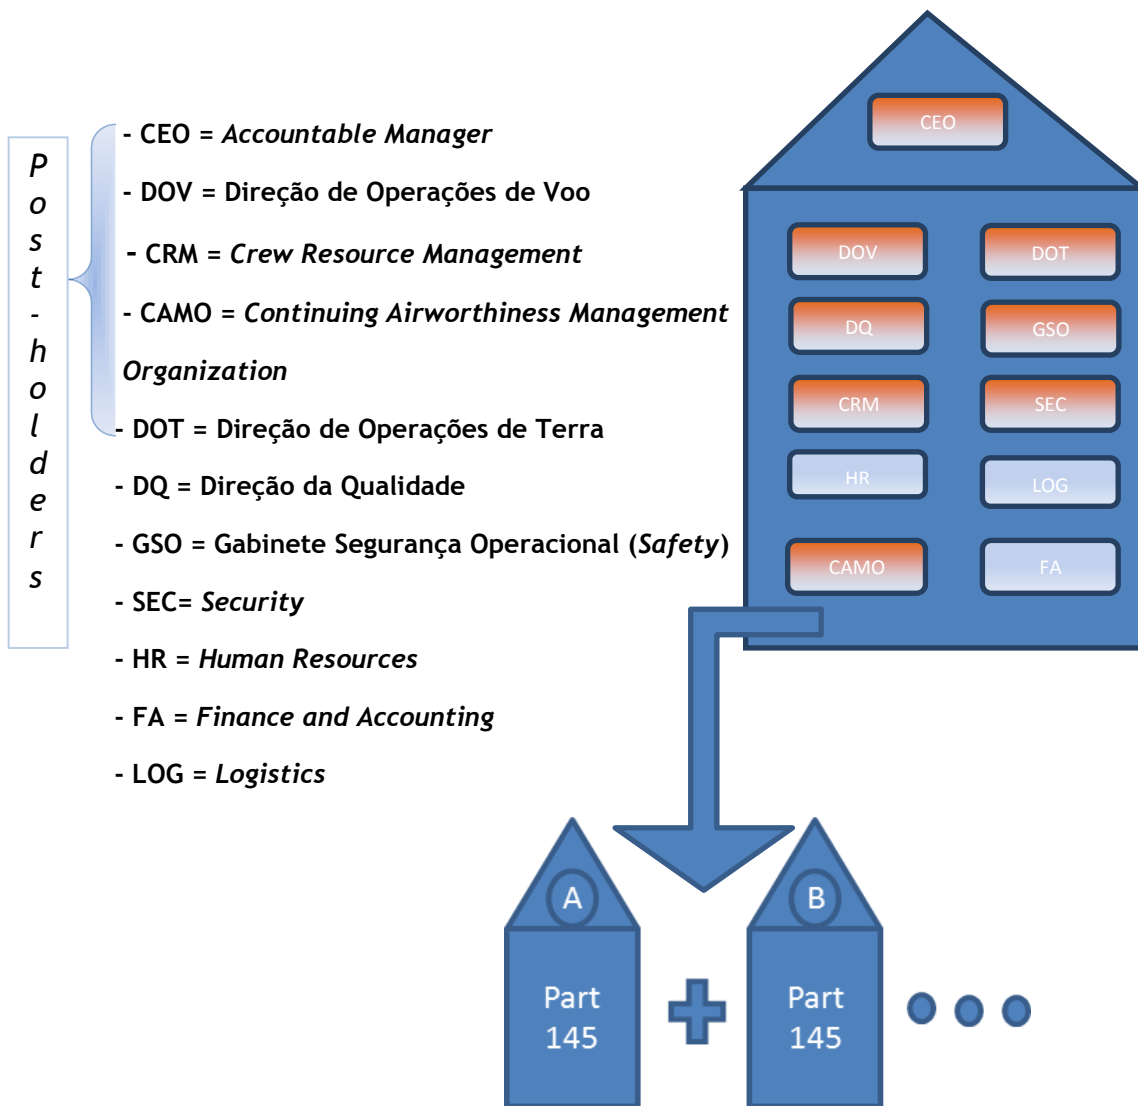 Post-holders
- CEO = Accountable Manager
- DOV = Direção de Operações de Voo
- CRM = Crew Resource Management
- CAMO = Continuing Airworthiness Management
Organization
- DOT = Direção de Operações de Terra
- DQ = Direção da Qualidade
- GSO = Gabinete Segurança Operacional (Safety)
- SEC= Security
- HR = Human Resources
- FA = Finance and Accounting
- LOG = Logistics
CEO
DOV DOT
DQ GSO
CRM SEC
HR LOG
CAMO FA
A B
Part Part
145 145